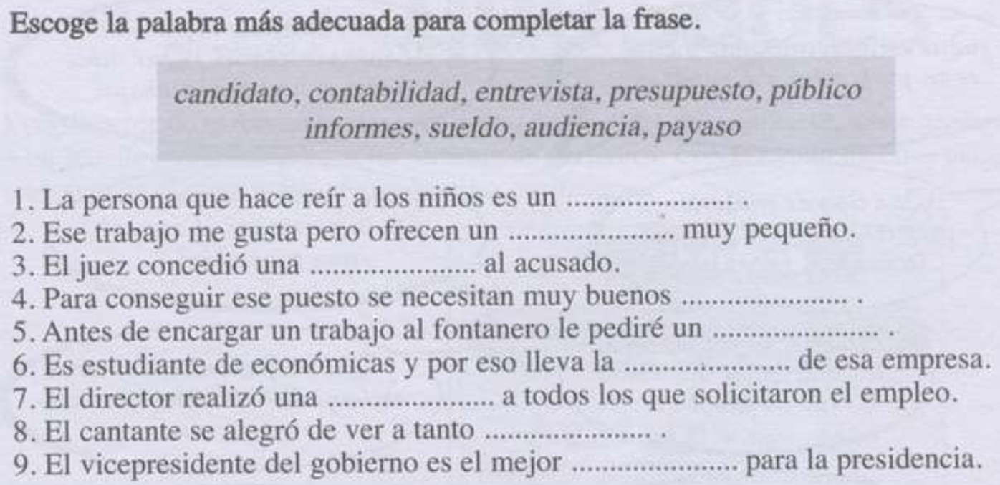 Escoge la palabra más adecuada para completar la frase.
candidato, contabilidad, entrevista, presupuesto, público
informes, sueldo, audiencia, payaso
1. La persona que hace reír a los niños es un ...................... .
2. Ese trabajo me gusta pero ofrecen un ...................... muy pequeño.
3. El juez concedió una ...................... al acusado.
4. Para conseguir ese puesto se necesitan muy buenos ...................... .
5. Antes de encargar un trabajo al fontanero le pediré un ...................... .
6. Es estudiante de económicas y por eso lleva la ...................... de esa empresa.
7. El director realizó una ...................... a todos los que solicitaron el empleo.
8. El cantante se alegró de ver a tanto ...................... .
9. El vicepresidente del gobierno es el mejor ...................... para la presidencia.